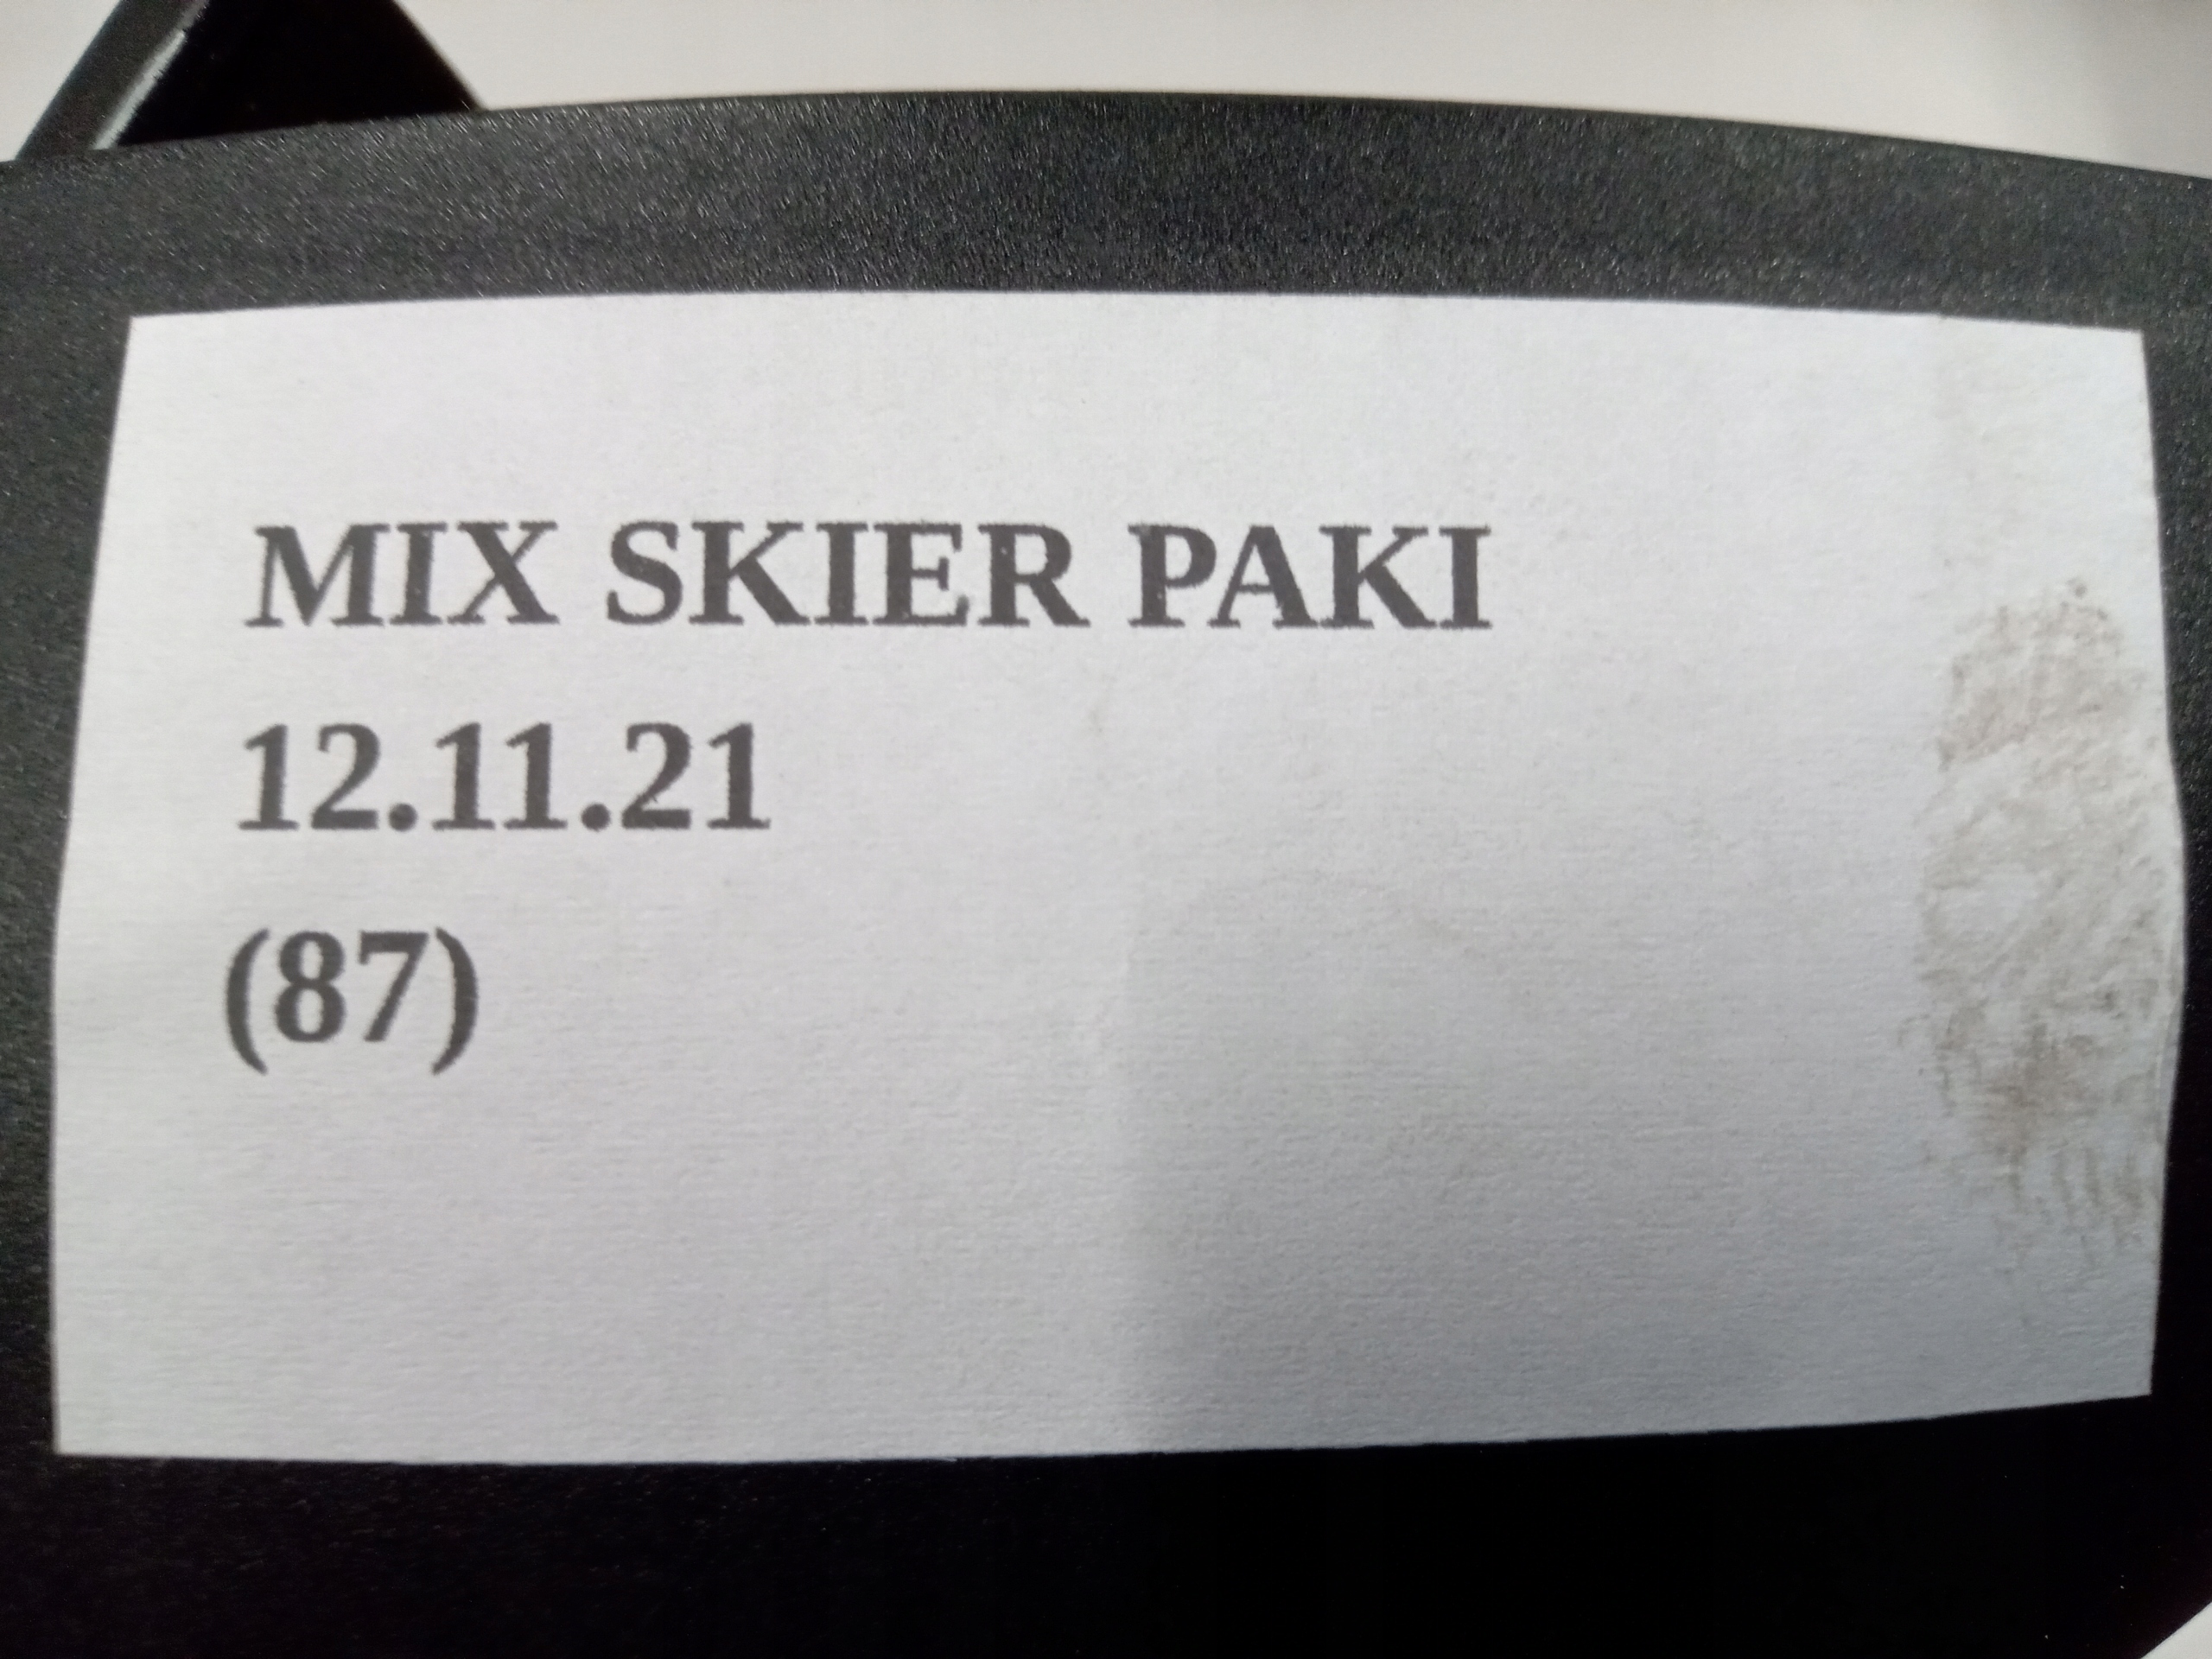 MIX SKIER PAKI
12.11.21
(87)